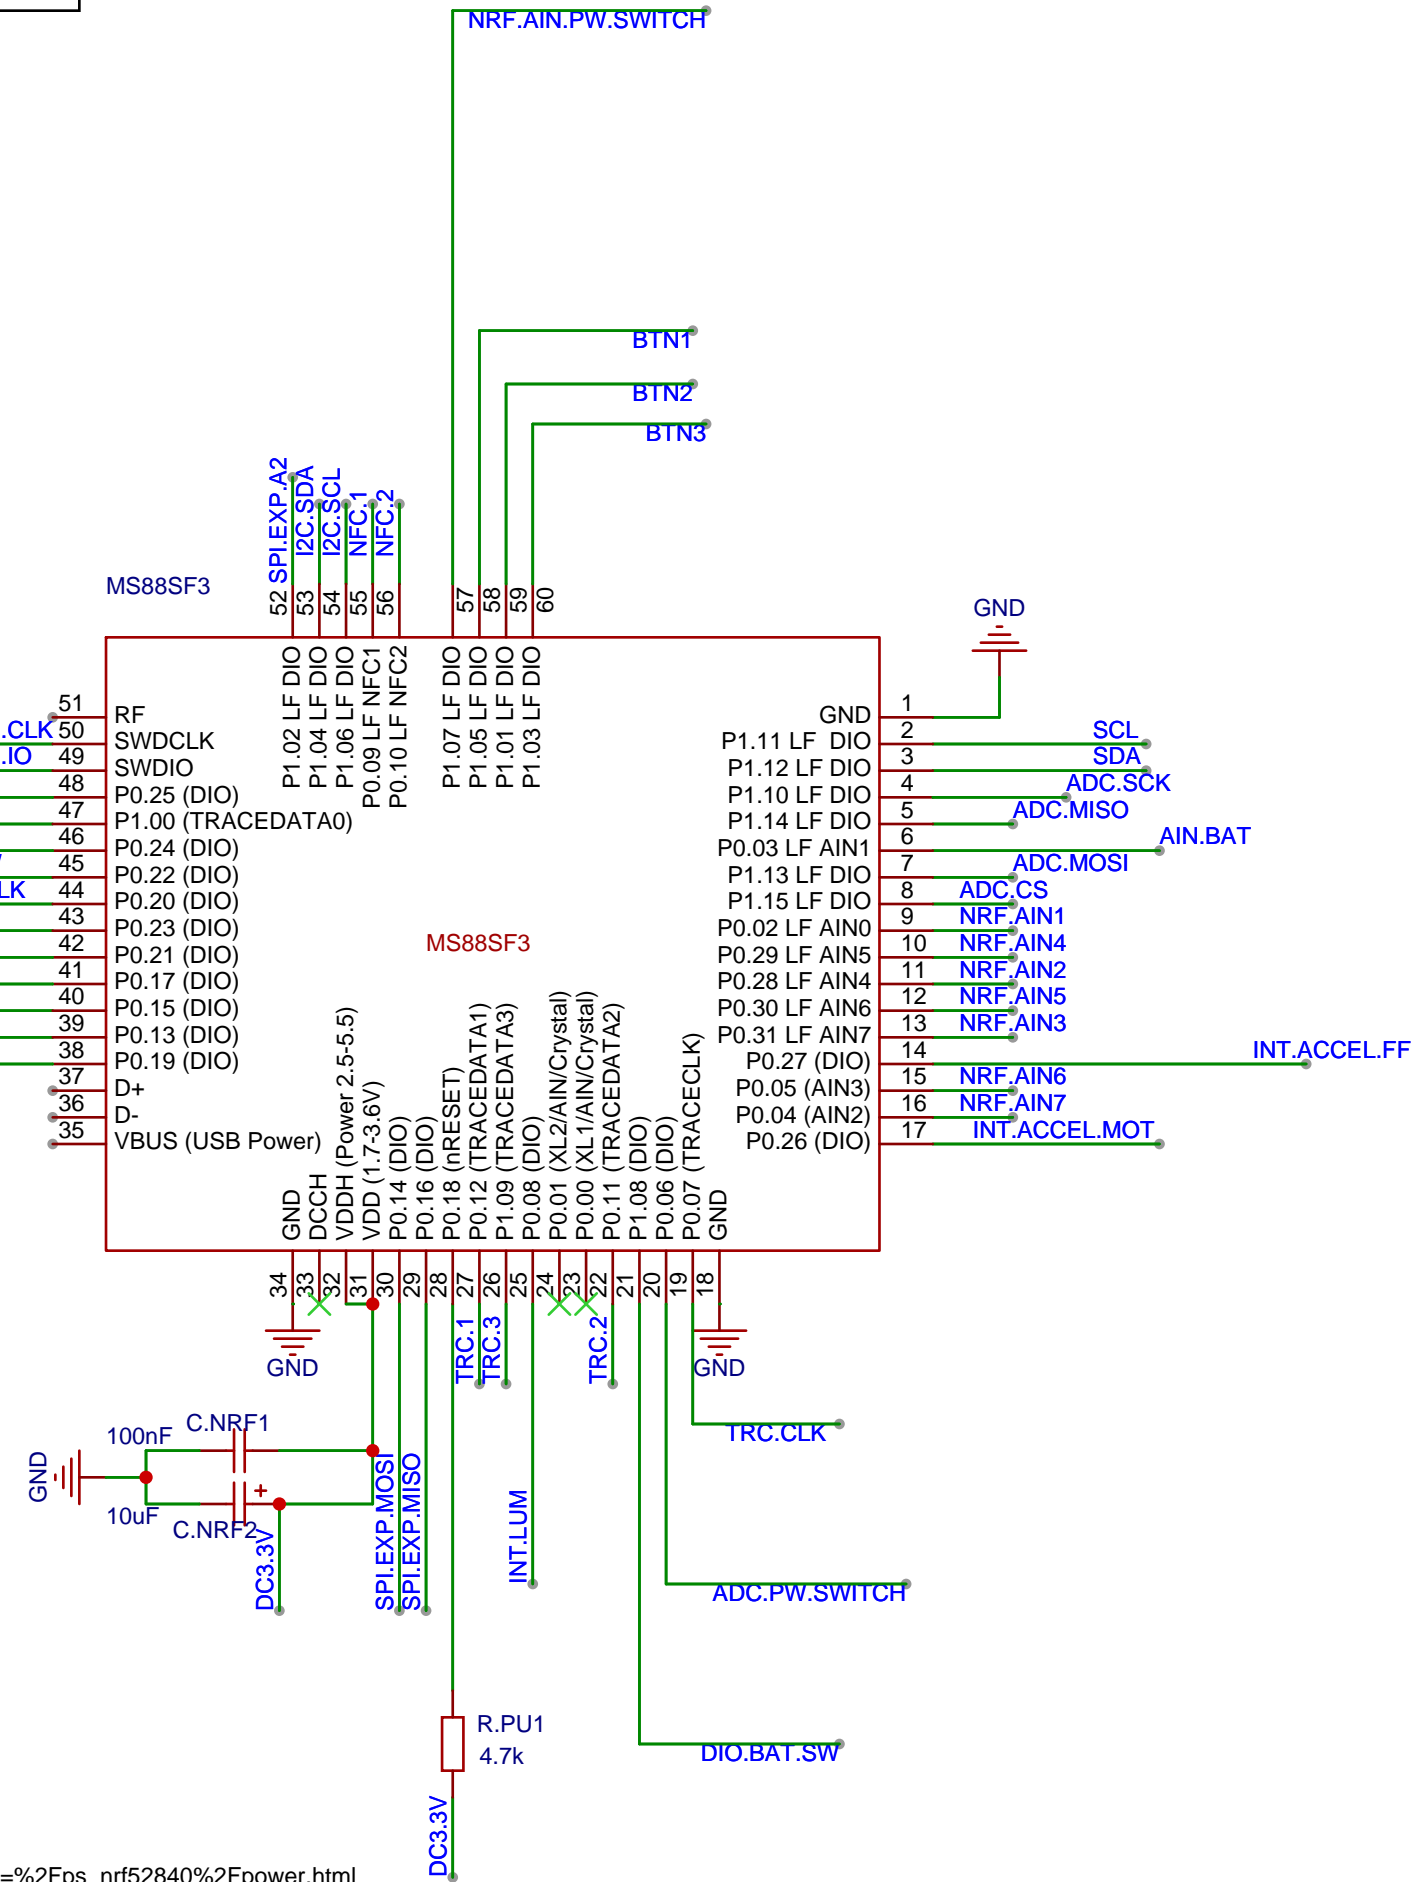 NRF.AIN.PW.SWITCH
BTN1
BTN2
BTN3
SPI.EXP.A2
I2C.SDA
I2C.SCL
NFC.1
NFC.2
MS88SF3
52
53
54
55
56
57
58
59
60
GND
P1.02 LF DIO
P1.04 LF DIO
P1.06 LF DIO
P0.09 LF NFC1
P0.10 LF NFC2
P1.07 LF DIO
P1.05 LF DIO
P1.01 LF DIO
P1.03 LF DIO
51 RF
.CLK 50 SWDCLK
.IO 49 SWDIO
48 P0.25 (DIO)
47 P1.00 (TRACEDATA0)
46 P0.24 (DIO)
45 P0.22 (DIO)
LK 44 P0.20 (DIO)
43 P0.23 (DIO)
42 P0.21 (DIO)
41 P0.17 (DIO)
40 P0.15 (DIO)
39 P0.13 (DIO)
38 P0.19 (DIO)
37 D+
36 D-
35 VBUS (USB Power)
MS88SF3
GND 1
P1.11 LF DIO 2 SCL
P1.12 LF DIO 3 SDA
P1.10 LF DIO 4 ADC.SCK
P1.14 LF DIO 5 ADC.MISO
P0.03 LF AIN1 6 AIN.BAT
P1.13 LF DIO 7 ADC.MOSI
P1.15 LF DIO 8 ADC.CS
P0.02 LF AIN0 9 NRF.AIN1
P0.29 LF AIN5 10 NRF.AIN4
P0.28 LF AIN4 11 NRF.AIN2
P0.30 LF AIN6 12 NRF.AIN5
P0.31 LF AIN7 13 NRF.AIN3
P0.27 (DIO) 14 INT.ACCEL.FF
P0.05 (AIN3) 15 NRF.AIN6
P0.04 (AIN2) 16 NRF.AIN7
P0.26 (DIO) 17 INT.ACCEL.MOT
GND
DCCH
VDDH (Power 2.5-5.5)
VDD (1.7-3.6V)
P0.14 (DIO)
P0.16 (DIO)
P0.18 (nRESET)
P0.12 (TRACEDATA1)
P1.09 (TRACEDATA3)
P0.08 (DIO)
P0.01 (XL2/AIN/Crystal)
P0.00 (XL1/AIN/Crystal)
P0.11 (TRACEDATA2)
P1.08 (DIO)
P0.06 (DIO)
P0.07 (TRACECLK)
GND
34
33
32
31
30
29
28
27
26
25
24
23
22
21
20
19
18
GND
TRC.1
TRC.3
TRC.2
GND
TRC.CLK
C.NRF1
100nF
GND
10uF
+
C.NRF2
DC3.3V
SPI.EXP.MOSI
SPI.EXP.MISO
INT.LUM
ADC.PW.SWITCH
R.PU1
4.7k
DIO.BAT.SW
DC3.3V
=%2Fps_nrf52840%2Fpower.html